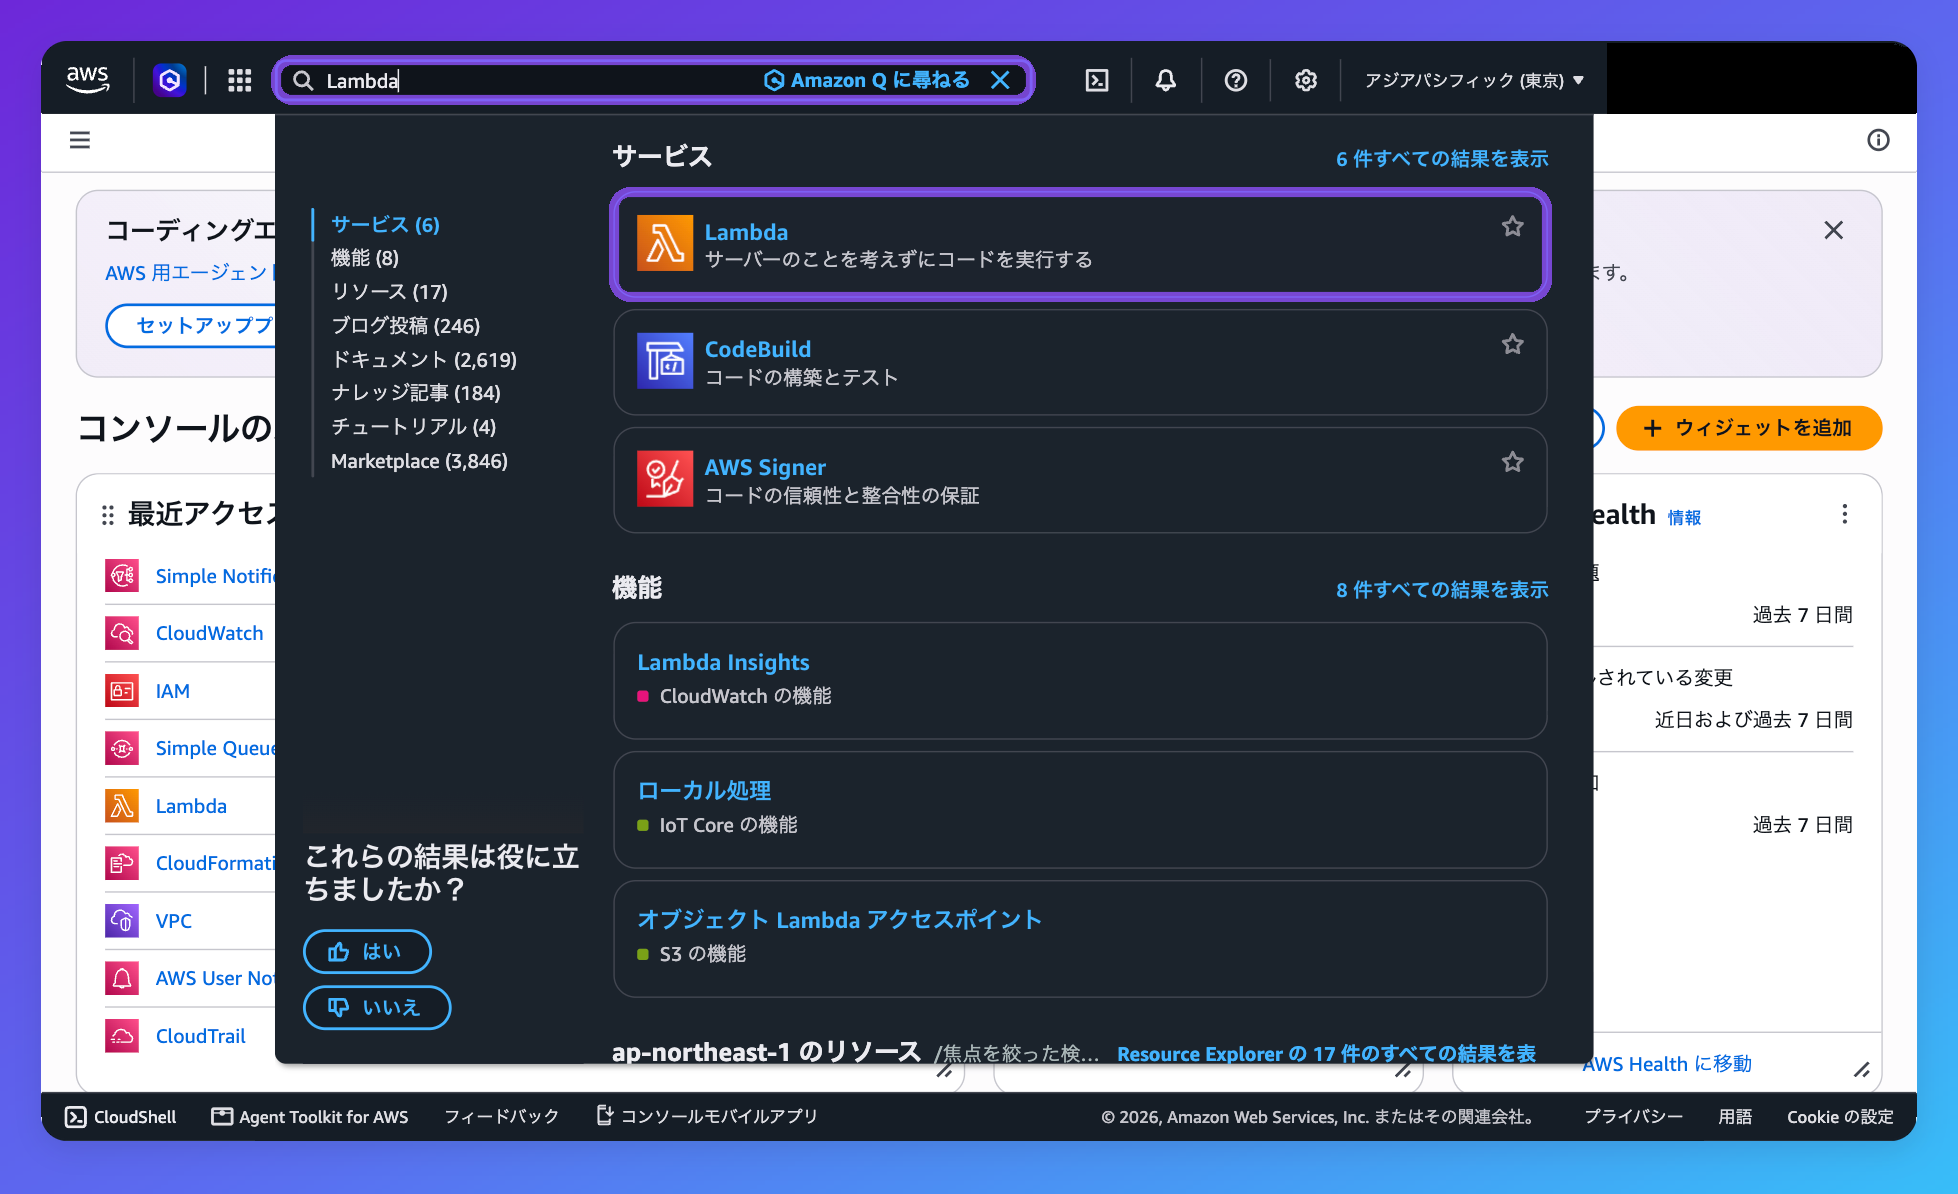 aws
Lambda
Amazon Q に尋ねる
アジアパシフィック (東京)
コーディングエ
AWS 用エージェント
セットアッププ
ます。
コンソールの
ウィジェットを追加
最近アクセス
Simple Notific
CloudWatch
IAM
Simple Queue
Lambda
CloudFormati
VPC
AWS User Not
CloudTrail
サービス (6)
機能 (8)
リソース (17)
ブログ投稿 (246)
ドキュメント (2,619)
ナレッジ記事 (184)
チュートリアル (4)
Marketplace (3,846)
これらの結果は役に立
ちましたか？
はい
いいえ
サービス
6 件すべての結果を表示
Lambda
サーバーのことを考えずにコードを実行する
CodeBuild
コードの構築とテスト
AWS Signer
コードの信頼性と整合性の保証
機能
8 件すべての結果を表示
Lambda Insights
CloudWatch の機能
ローカル処理
IoT Core の機能
オブジェクト Lambda アクセスポイント
S3 の機能
ap-northeast-1 のリソース
/焦点を絞った検...
Resource Explorer の 17 件のすべての結果を表
ealth 情報
過去 7 日間
されている変更
近日および過去 7 日間
過去 7 日間
AWS Health に移動
CloudShell
Agent Toolkit for AWS
フィードバック
コンソールモバイルアプリ
© 2026, Amazon Web Services, Inc. またはその関連会社。
プライバシー
用語
Cookie の設定